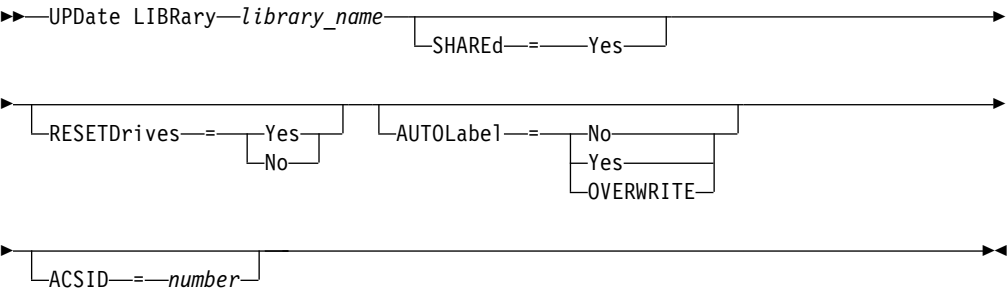 UPDate LIBRary library_name
SHAREd = Yes
RESETDrives = Yes
No
AUTOLabel = No
Yes
OVERWRITE
ACSID = number